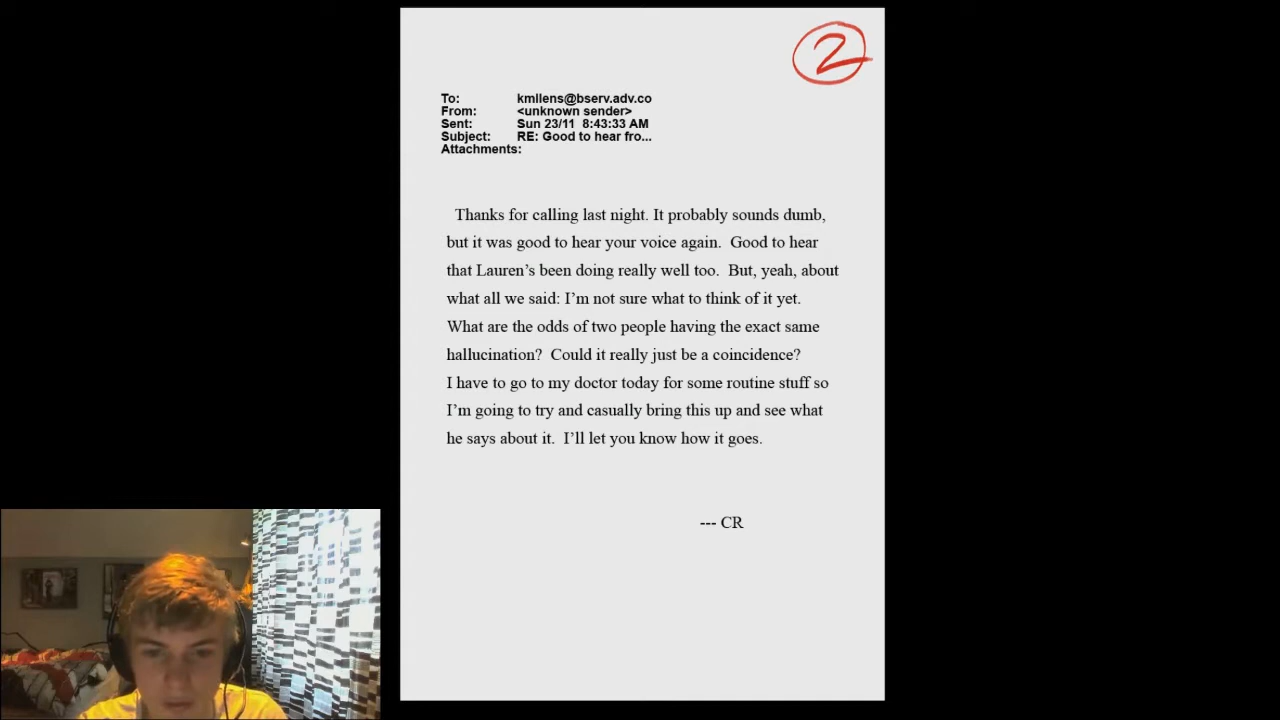 2
To: kmllens@bserv.adv.co
From: <unknown sender>
Sent: Sun 23/11 8:43:33 AM
Subject: RE: Good to hear fro...
Attachments:
Thanks for calling last night. It probably sounds dumb,
but it was good to hear your voice again. Good to hear
that Lauren’s been doing really well too. But, yeah, about
what all we said: I’m not sure what to think of it yet.
What are the odds of two people having the exact same
hallucination? Could it really just be a coincidence?
I have to go to my doctor today for some routine stuff so
I’m going to try and casually bring this up and see what
he says about it. I’ll let you know how it goes.
--- CR